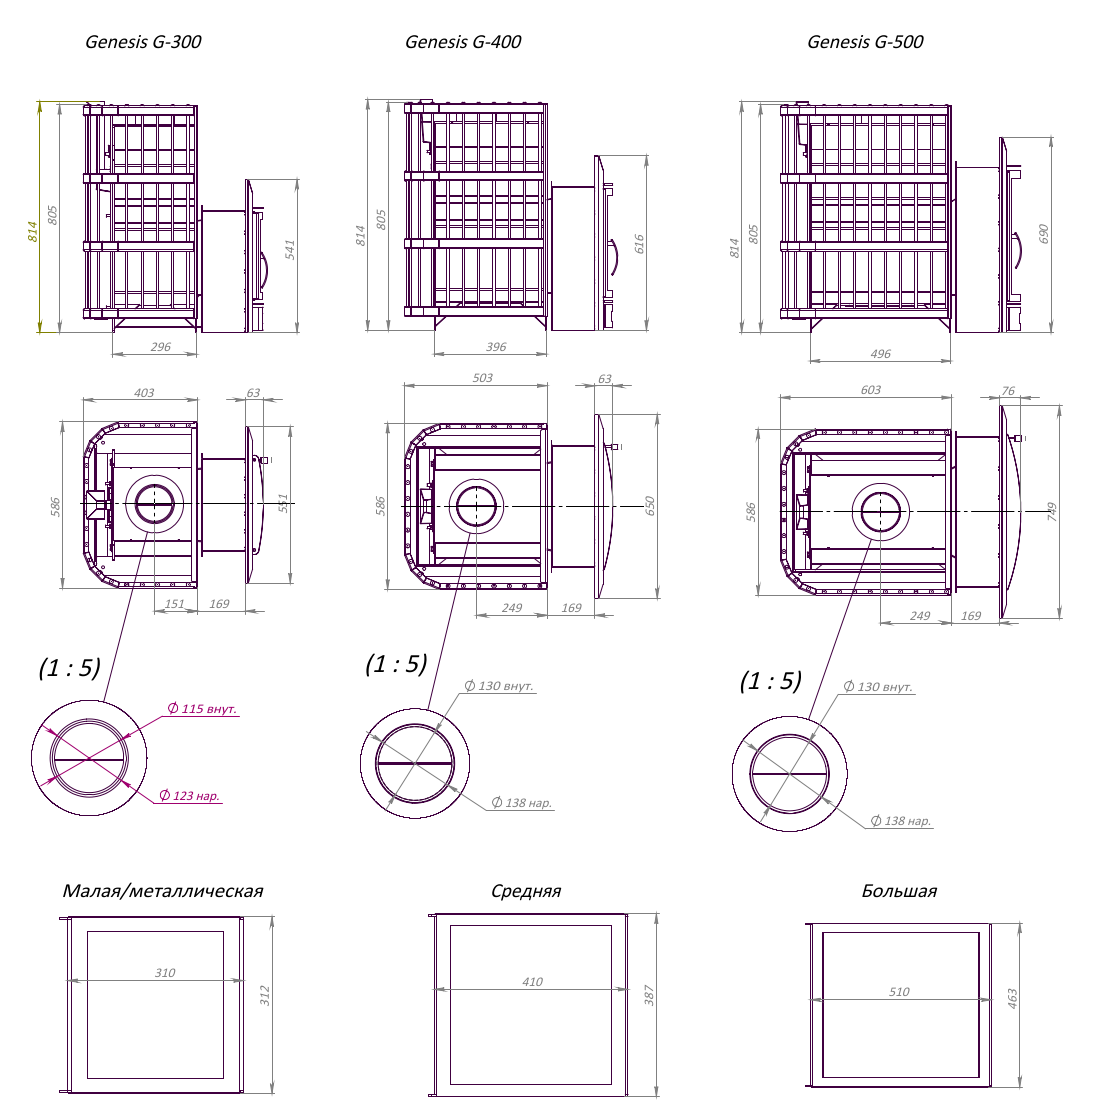 Genesis G-300
Genesis G-400
Genesis G-500
814
805
541
296
814
805
616
396
814
805
690
496
403
63
586
551
151
169
503
63
586
650
249
169
603
76
586
749
249
169
(1 : 5)
Ø 115 внут.
Ø 123 нар.
(1 : 5)
Ø 130 внут.
Ø 138 нар.
(1 : 5)
Ø 130 внут.
Ø 138 нар.
Малая/металлическая
Средняя
Большая
310
312
410
387
510
463